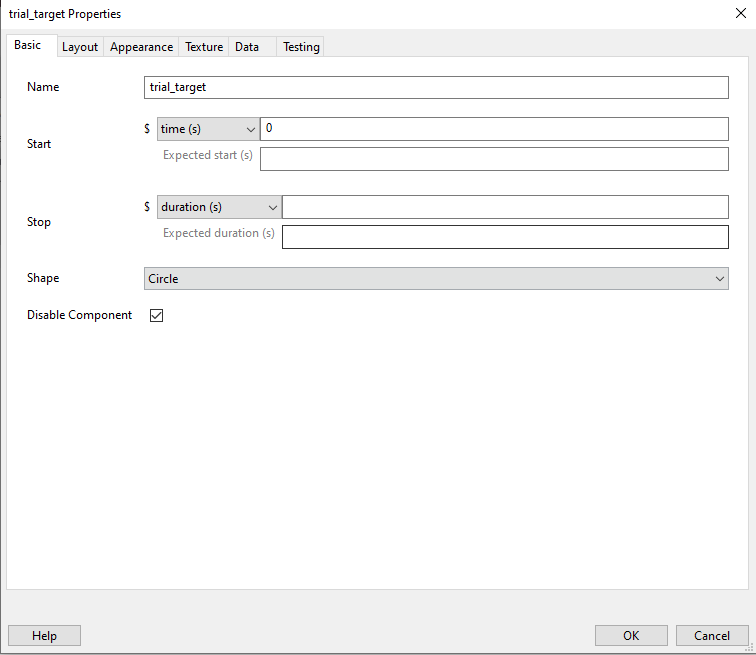 trial_target Properties
Basic Layout Appearance Texture Data Testing
Name trial_target
$ time (s) 0
Start
Expected start (s)
$ duration (s)
Stop
Expected duration (s)
Shape Circle
Disable Component
Help OK Cancel